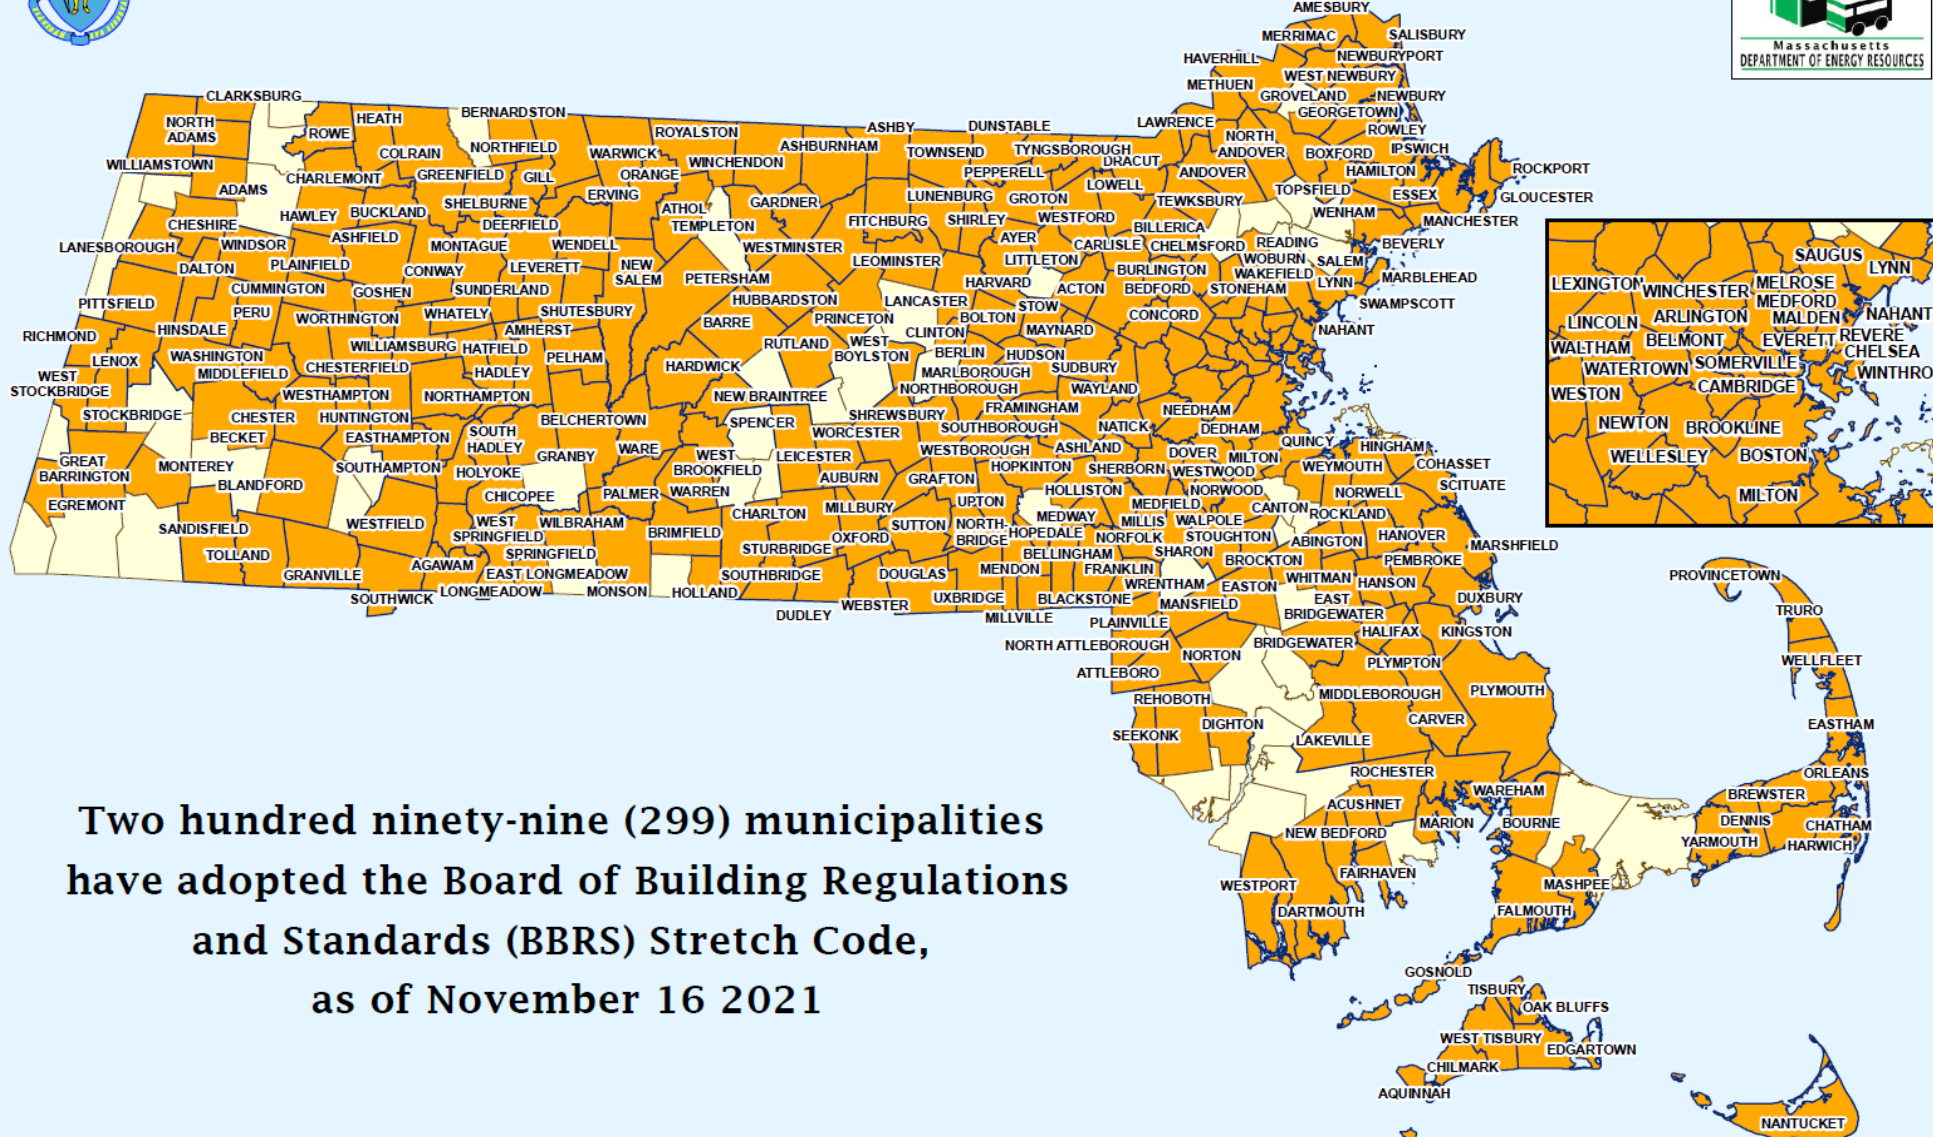 AMESBURY
MERRIMAC
SALISBURY
HAVERHILL
NEWBURYPORT
Massachusetts
DEPARTMENT OF ENERGY RESOURCES
METHUEN
WEST NEWBURY
GROVELAND
NEWBURY
CLARKSBURG
GEORGETOWN
NORTH
ADAMS
HEATH
BERNARDSTON
ROWE
ROYALSTON
ASHBY
DUNSTABLE
LAWRENCE
ROWLEY
NORTH
ANDOVER
COLRAIN
NORTHFIELD
WARWICK
WINCHENDON
ASHBURNHAM
TOWNSEND
TYNGSBOROUGH
DRACUT
BOXFORD
IPSWICH
WILLIAMSTOWN
CHARLEMONT
GREENFIELD
GILL
ORANGE
PEPPERELL
ANDOVER
HAMILTON
ROCKPORT
ADAMS
SHELBURNE
ERVING
ATHOL
GARDNER
LUNENBURG
GROTON
LOWELL
TEWKSBURY
TOPSFIELD
ESSEX
GLOUCESTER
CHESHIRE
HAWLEY
BUCKLAND
DEERFIELD
TEMPLETON
FITCHBURG
SHIRLEY
WESTFORD
BILLERICA
WENHAM
MANCHESTER
LANESBOROUGH
WINDSOR
ASHFIELD
MONTAGUE
WENDELL
WESTMINSTER
AYER
CARLISLE
CHELMSFORD
READING
BEVERLY
DALTON
PLAINFIELD
CONWAY
LEVERETT
NEW
SALEM
PETERSHAM
LEOMINSTER
LITTLETON
BURLINGTON
WOBURN
SALEM
WAKEFIELD
MARBLEHEAD
CUMMINGTON
GOSHEN
SUNDERLAND
HUBBARDSTON
LANCASTER
HARVARD
ACTON
BEDFORD
STONEHAM
LYNN
SWAMPSCOTT
PITTSFIELD
PERU
WORTHINGTON
WHATELY
SHUTESBURY
BARRE
PRINCETON
BOLTON
STOW
CONCORD
NAHANT
RICHMOND
HINSDALE
WILLIAMSBURG
HATFIELD
AMHERST
RUTLAND
WEST
BOYLSTON
CLINTON
MAYNARD
LENOX
WASHINGTON
MIDDLEFIELD
CHESTERFIELD
HADLEY
PELHAM
HARDWICK
BERLIN
HUDSON
SUDBURY
WEST
STOCKBRIDGE
MARLBOROUGH
NORTHBOROUGH
WAYLAND
WESTHAMPTON
NORTHAMPTON
NEW BRAINTREE
STOCKBRIDGE
CHESTER
HUNTINGTON
BELCHERTOWN
SPENCER
SHREWSBURY
FRAMINGHAM
NEEDHAM
BECKET
EASTHAMPTON
SOUTH
HADLEY
WORCESTER
SOUTHBOROUGH
NATICK
DEDHAM
QUINCY
HINGHAM
GREAT
BARRINGTON
MONTEREY
SOUTHAMPTON
HOLYOKE
GRANBY
WARE
WEST
BROOKFIELD
LEICESTER
WESTBOROUGH
ASHLAND
DOVER
MILTON
COHASSET
BLANDFORD
CHICOPEE
PALMER
WARREN
AUBURN
GRAFTON
HOPKINTON
SHERBORN
WESTWOOD
WEYMOUTH
SCITUATE
EGREMONT
SANDISFIELD
WESTFIELD
WEST
SPRINGFIELD
WILBRAHAM
BRIMFIELD
CHARLTON
MILLBURY
UPTON
HOLLISTON
MEDFIELD
NORWOOD
CANTON
NORWELL
ROCKLAND
TOLLAND
SPRINGFIELD
STURBRIDGE
OXFORD
SUTTON
NORTH-
BRIDGE
HOPEDALE
MEDWAY
MILLIS
NORFOLK
WALPOLE
STOUGHTON
ABINGTON
HANOVER
MARSHFIELD
GRANVILLE
AGAWAM
EAST LONGMEADOW
SOUTHBRIDGE
DOUGLAS
MENDON
BELLINGHAM
FRANKLIN
SHARON
BROCKTON
PEMBROKE
SOUTHWICK
LONGMEADOW
MONSON
HOLLAND
DUDLEY
WEBSTER
UXBRIDGE
MILLVILLE
BLACKSTONE
WRENTHAM
MANSFIELD
EASTON
WHITMAN
HANSON
DUXBURY
PLAINVILLE
EAST
BRIDGEWATER
NORTH ATTLEBOROUGH
NORTON
BRIDGEWATER
HALIFAX
KINGSTON
ATTLEBORO
PLYMPTON
REHOBOTH
MIDDLEBOROUGH
PLYMOUTH
SEEKONK
DIGHTON
LAKEVILLE
CARVER
ROCHESTER
WAREHAM
ACUSHNET
MARION
BOURNE
NEW BEDFORD
FAIRHAVEN
WESTPORT
DARTMOUTH
MASHPEE
FALMOUTH
GOSNOLD
TISBURY
OAK BLUFFS
WEST TISBURY
EDGARTOWN
CHILMARK
AQUINNAH
NANTUCKET
PROVINCETOWN
TRURO
WELLFLEET
EASTHAM
ORLEANS
BREWSTER
DENNIS
CHATHAM
YARMOUTH
HARWICH
SAUGUS
LYNN
LEXINGTON
WINCHESTER
MELROSE
MEDFORD
MALDEN
NAHANT
LINCOLN
ARLINGTON
WALTHAM
BELMONT
EVERETT
REVERE
CHELSEA
WATERTOWN
SOMERVILLE
WINTHRO
WESTON
CAMBRIDGE
NEWTON
BROOKLINE
WELLESLEY
BOSTON
MILTON
Two hundred ninety-nine (299) municipalities
have adopted the Board of Building Regulations
and Standards (BBRS) Stretch Code,
as of November 16 2021